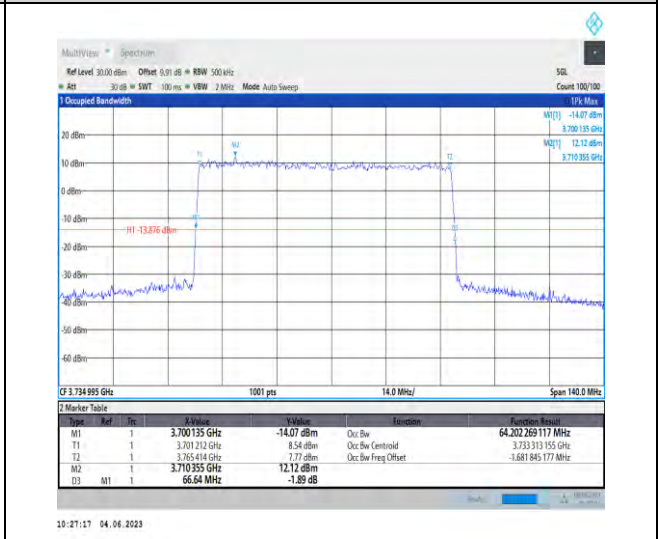 MultiView Spectrum
Ref Level 30.00 dBm Offset 9.91 dB RBW 500 kHz SGL
Att 30 dB SWT 100 ms VBW 2 MHz Mode Auto Sweep Count 100/100
1 Occupied Bandwidth 1Pk Max
M1[1] -14.07 dBm
3.700 135 GHz
M2[1] 12.12 dBm
3.710 355 GHz
20 dBm
M2
T1 T2
10 dBm
0 dBm
-10 dBm
M1
H1 -13.876 dBm D3
-20 dBm
-30 dBm
-40 dBm
-50 dBm
-60 dBm
CF 3.734 995 GHz 1001 pts 14.0 MHz/ Span 140.0 MHz
2 Marker Table
Type Ref Trc X-Value Y-Value Function Function Result
M1 1 3.700 135 GHz -14.07 dBm Occ Bw 64.202 269 117 MHz
T1 1 3.701 212 GHz 8.54 dBm Occ Bw Centroid 3.733 313 155 GHz
T2 1 3.765 414 GHz 7.77 dBm Occ Bw Freq Offset -1.681 845 177 MHz
M2 1 3.710 355 GHz 12.12 dBm
D3 M1 1 66.64 MHz -1.89 dB
10:27:17 04.06.2023